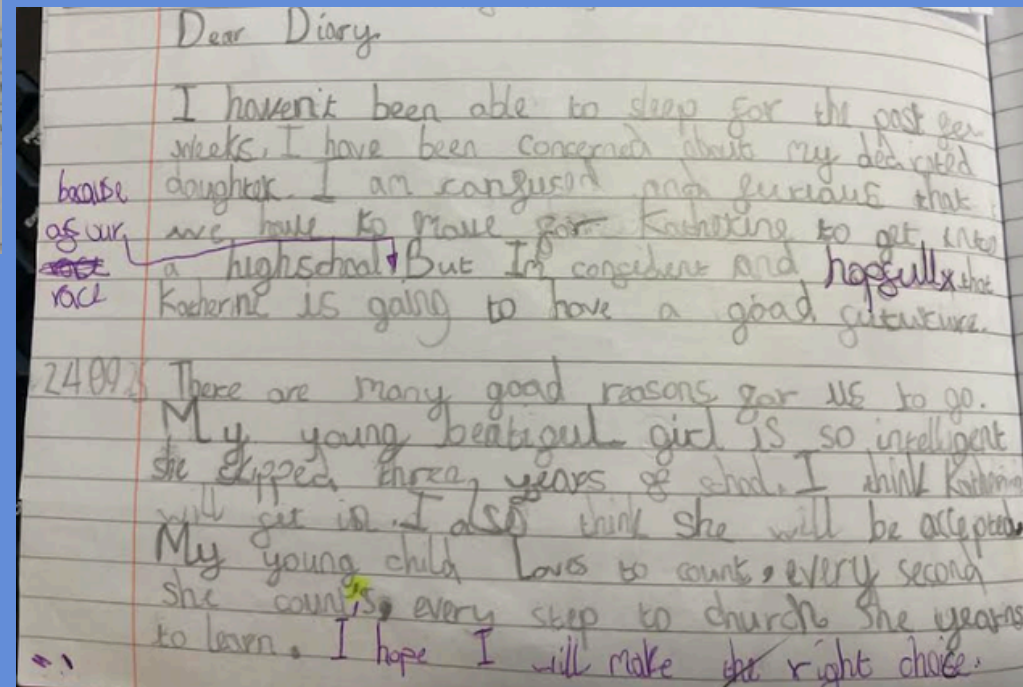 Dear Diary
I haven't been able to sleep for the past few
weeks. I have been concerned about my dedicated
because daughter. I am confused and furious that
of our we have to move for Katherine to get into
race a highschool But Im confident and hopfully that
Katherine is going to have a good
24 09 There are many good reasons for us to go.
My young beatifull girl is so intelligent
she skipped three years of school. I think Katherine
will get in. I also think she will be accepted.
My young child Loves to count, every second
she counts, every step to church She yearns
to learn. I hope I will make the right choice.